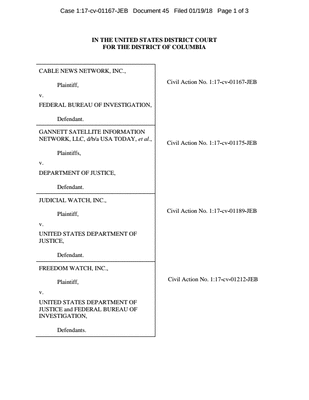 Case 1:17-cv-01167-JEB Document 45 Filed 01/19/18 Page 1 of 3
IN THE UNITED STATES DISTRICT COURT
FOR THE DISTRICT OF COLUMBIA
CABLE NEWS NETWORK, INC.,
Plaintiff,
v.
FEDERAL BUREAU OF INVESTIGATION,
Defendant.
Civil Action No. 1:17-cv-01167-JEB
GANNETT SATELLITE INFORMATION
NETWORK, LLC, d/b/a USA TODAY, et al.,
Plaintiffs,
v.
DEPARTMENT OF JUSTICE,
Defendant.
Civil Action No. 1:17-cv-01175-JEB
JUDICIAL WATCH, INC.,
Plaintiff,
v.
UNITED STATES DEPARTMENT OF
JUSTICE,
Defendant.
Civil Action No. 1:17-cv-01189-JEB
FREEDOM WATCH, INC.,
Plaintiff,
v.
UNITED STATES DEPARTMENT OF
JUSTICE and FEDERAL BUREAU OF
INVESTIGATION,
Defendants.
Civil Action No. 1:17-cv-01212-JEB